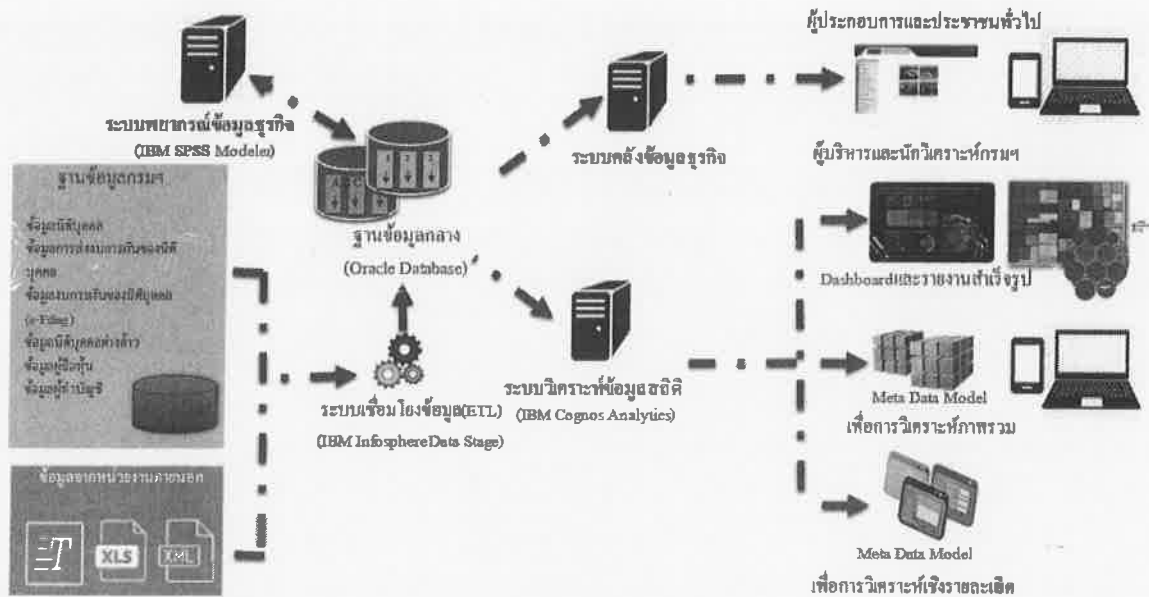 ผู้ประกอบการและประชาชนทั่วไป
ระบบพยากรณ์ข้อมูลธุรกิจ
(IBM SPSS Modeler)
ระบบคลังข้อมูลธุรกิจ
ผู้บริหารและนักวิเคราะห์กรมฯ
ฐานข้อมูลกรมฯ
ข้อมูลนิติบุคคล
ข้อมูลการส่งงบการเงินของนิติ
บุคคล
ข้อมูลงบการเงินของนิติบุคคล
(e-Filing)
ข้อมูลนิติบุคคลต่างด้าว
ข้อมูลผู้ถือหุ้น
ข้อมูลผู้ทำบัญชี
ฐานข้อมูลกลาง
(Oracle Database)
Dashboardและรายงานสำเร็จรูป
ระบบเชื่อมโยงข้อมูล(ETL)
(IBM InfosphereData Stage)
ระบบวิเคราะห์ข้อมูลสถิติ
(IBM Cognos Analytics)
Meta Data Model
เพื่อการวิเคราะห์ภาพรวม
ข้อมูลจากหน่วยงานภายนอก
T
XLS
XML
Meta Data Model
เพื่อการวิเคราะห์เชิงรายละเอียด